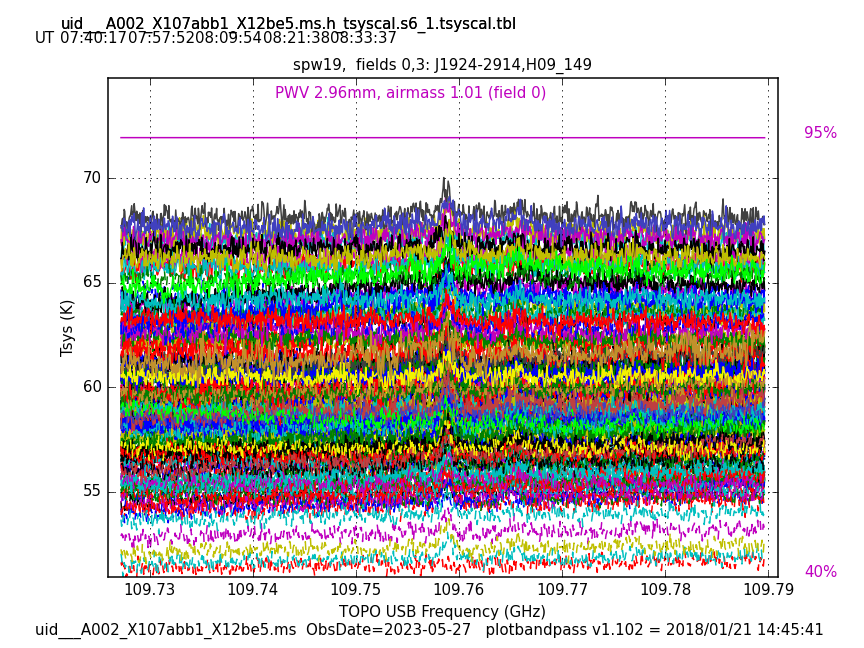 uid___A002_X107abb1_X12be5.ms.h_tsyscal.s6_1.tsyscal.tbl
UT 07:40:17 07:57:52 08:09:54 08:21:38 08:33:37
spw19,  fields 0,3: J1924-2914,H09_149
PWV 2.96mm, airmass 1.01 (field 0)
95%
70
65
60
55
Tsys (K)
40%
109.73 109.74 109.75 109.76 109.77 109.78 109.79
TOPO USB Frequency (GHz)
uid___A002_X107abb1_X12be5.ms  ObsDate=2023-05-27   plotbandpass v1.102 = 2018/01/21 14:45:41